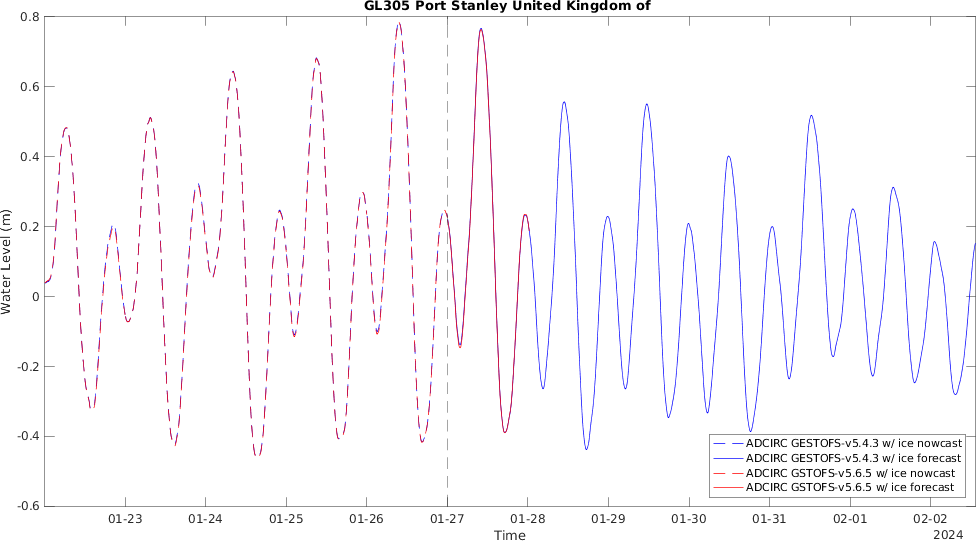 GL305 Port Stanley United Kingdom of
0.8
0.6
0.4
0.2
0
-0.2
-0.4
-0.6
Water Level (m)
ADCIRC GESTOFS-v5.4.3 w/ ice nowcast
ADCIRC GESTOFS-v5.4.3 w/ ice forecast
ADCIRC GSTOFS-v5.6.5 w/ ice nowcast
ADCIRC GSTOFS-v5.6.5 w/ ice forecast
01-23 01-24 01-25 01-26 01-27 01-28 01-29 01-30 01-31 02-01 02-02
Time 2024